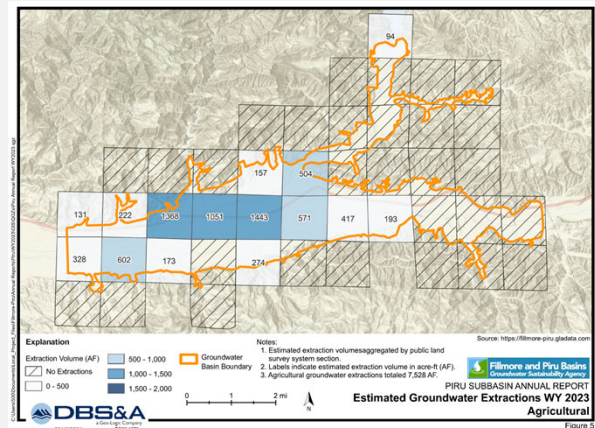 94
157
504
131
222
1368
1051
1443
571
417
193
328
602
173
274
Explanation
Extraction Volume (AF)
No Extractions
0 - 500
500 - 1,000
1,000 - 1,500
1,500 - 2,000
Groundwater
Basin Boundary
Notes:
1. Estimated extraction volumesaggregated by public land
survey system section.
2. Labels indicate estimated extraction volume in acre-ft (AF).
3. Agricultural groundwater extractions totaled 7,528 AF.
0 1 2 mi
N
Source: https://fillmore-piru.gladata.com
Fillmore and Piru Basins
Groundwater Sustainability Agency
DBS&A
a Geo-Logic Company
PIRU SUBBASIN ANNUAL REPORT
Estimated Groundwater Extractions WY 2023
Agricultural
Figure 5